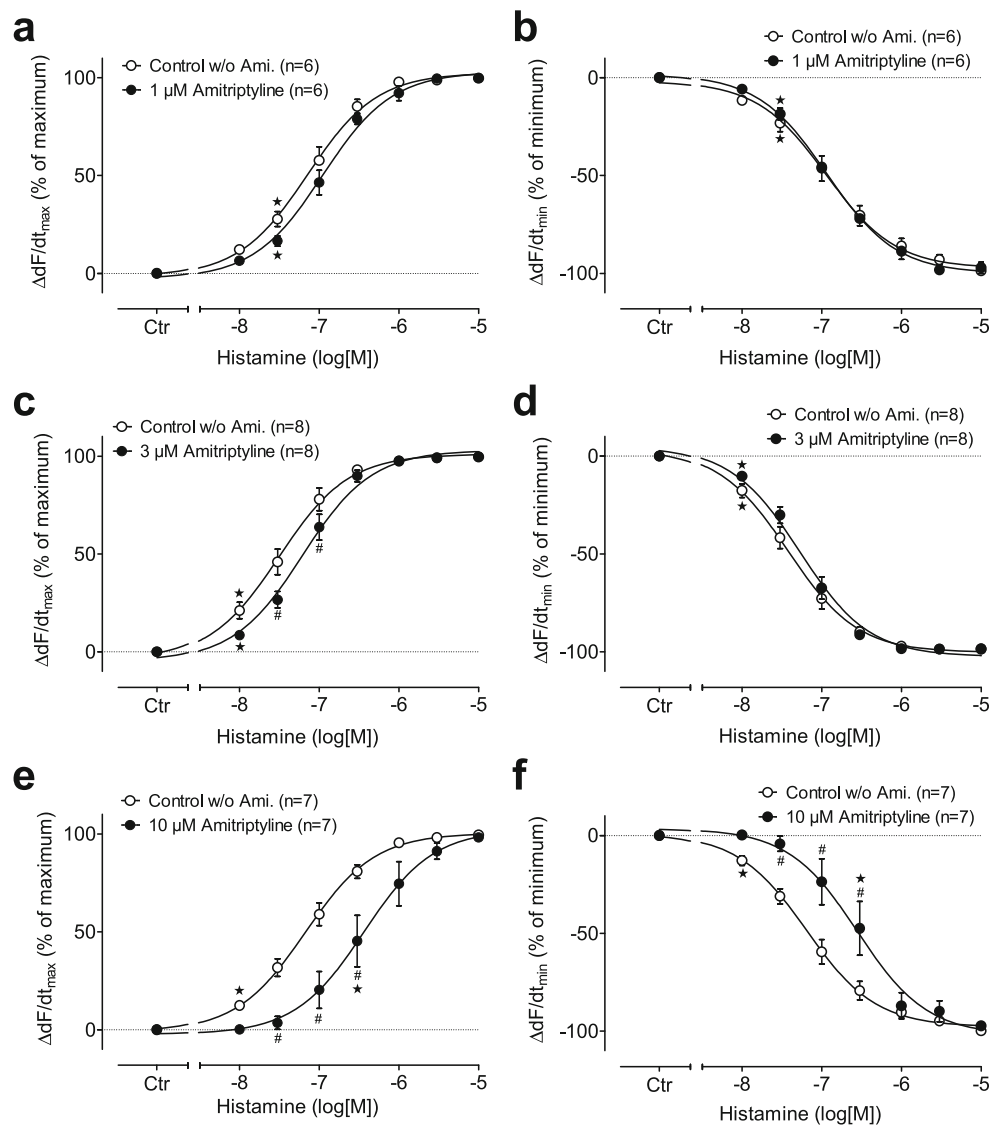 a
Control w/o Ami. (n=6)
1 µM Amitriptyline (n=6)
ΔdF/dtmax (% of maximum)
100
50
0
★
★
Ctr
-8
-7
-6
-5
Histamine (log[M])
b
Control w/o Ami. (n=6)
1 µM Amitriptyline (n=6)
ΔdF/dtmin (% of minimum)
0
-50
-100
★
★
Ctr
-8
-7
-6
-5
Histamine (log[M])
c
Control w/o Ami. (n=8)
3 µM Amitriptyline (n=8)
ΔdF/dtmax (% of maximum)
100
50
0
★
★
#
#
Ctr
-8
-7
-6
-5
Histamine (log[M])
d
Control w/o Ami. (n=8)
3 µM Amitriptyline (n=8)
ΔdF/dtmin (% of minimum)
0
-50
-100
★
★
Ctr
-8
-7
-6
-5
Histamine (log[M])
e
Control w/o Ami. (n=7)
10 µM Amitriptyline (n=7)
ΔdF/dtmax (% of maximum)
100
50
0
★
#
#
#
★
Ctr
-8
-7
-6
-5
Histamine (log[M])
f
Control w/o Ami. (n=7)
10 µM Amitriptyline (n=7)
ΔdF/dtmin (% of minimum)
0
-50
-100
★
#
#
★
#
Ctr
-8
-7
-6
-5
Histamine (log[M])